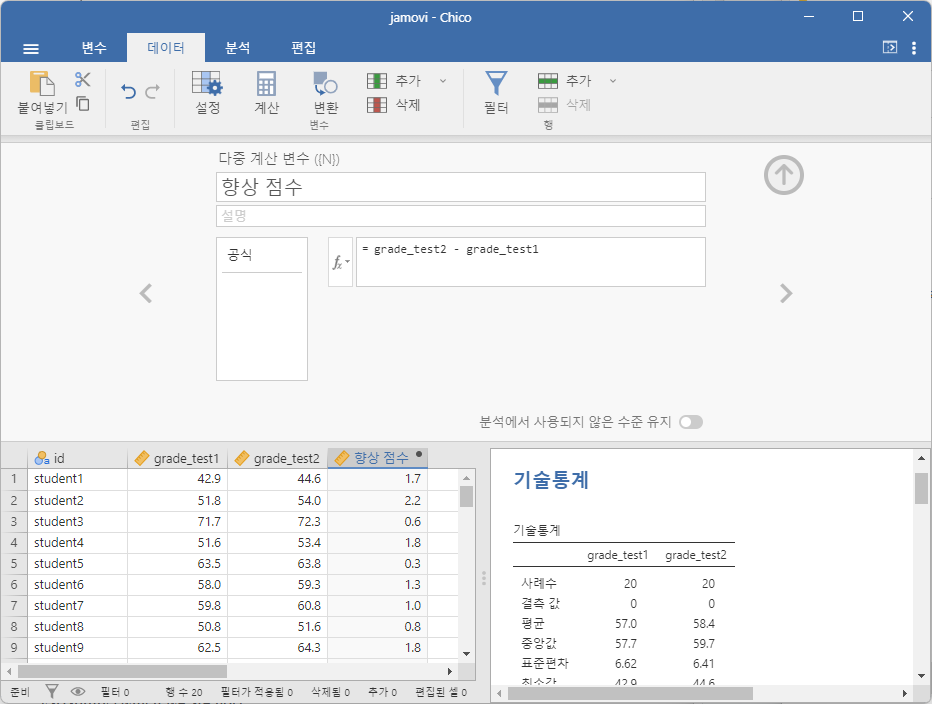 jamovi - Chico
변수 데이터 분석 편집
붙여넣기 설정 계산 변환 추가 삭제 필터 추가 삭제
클립보드 편집 변수 행
다중 계산 변수 ({N})
향상 점수
설명
공식
fx
= grade_test2 - grade_test1
분석에서 사용되지 않은 수준 유지
id grade_test1 grade_test2 향상 점수
1 student1 42.9 44.6 1.7
2 student2 51.8 54.0 2.2
3 student3 71.7 72.3 0.6
4 student4 51.6 53.4 1.8
5 student5 63.5 63.8 0.3
6 student6 58.0 59.3 1.3
7 student7 59.8 60.8 1.0
8 student8 50.8 51.6 0.8
9 student9 62.5 64.3 1.8
기술통계
기술통계
grade_test1 grade_test2
사례수 20 20
결측 값 0 0
평균 57.0 58.4
중앙값 57.7 59.7
표준편차 6.62 6.41
최솟값 42.9 44.6
준비 필터 0 행 수 20 필터가 적용됨 0 삭제됨 0 추가 0 편집된 셀 0